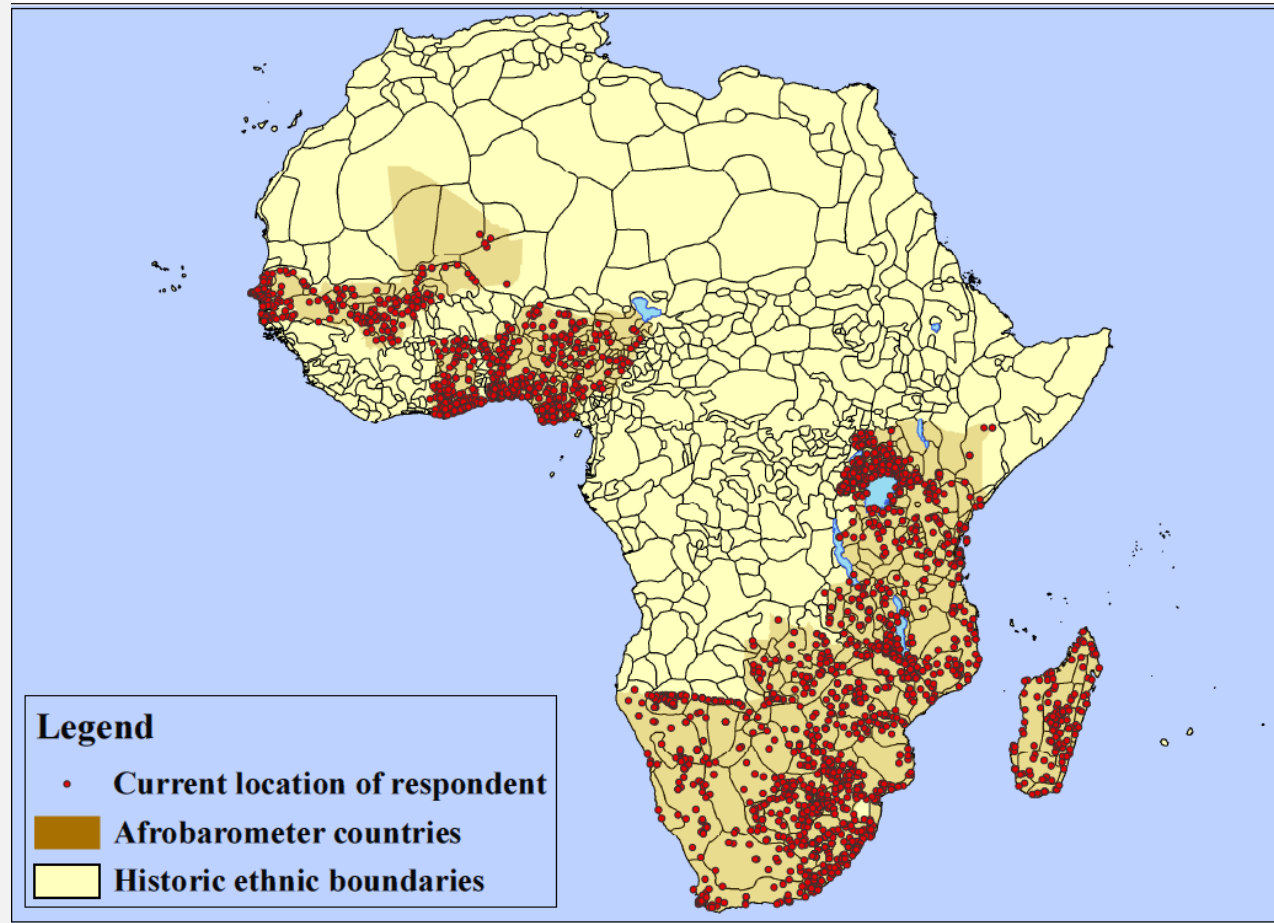 Legend
Current location of respondent
Afrobarometer countries
Historic ethnic boundaries